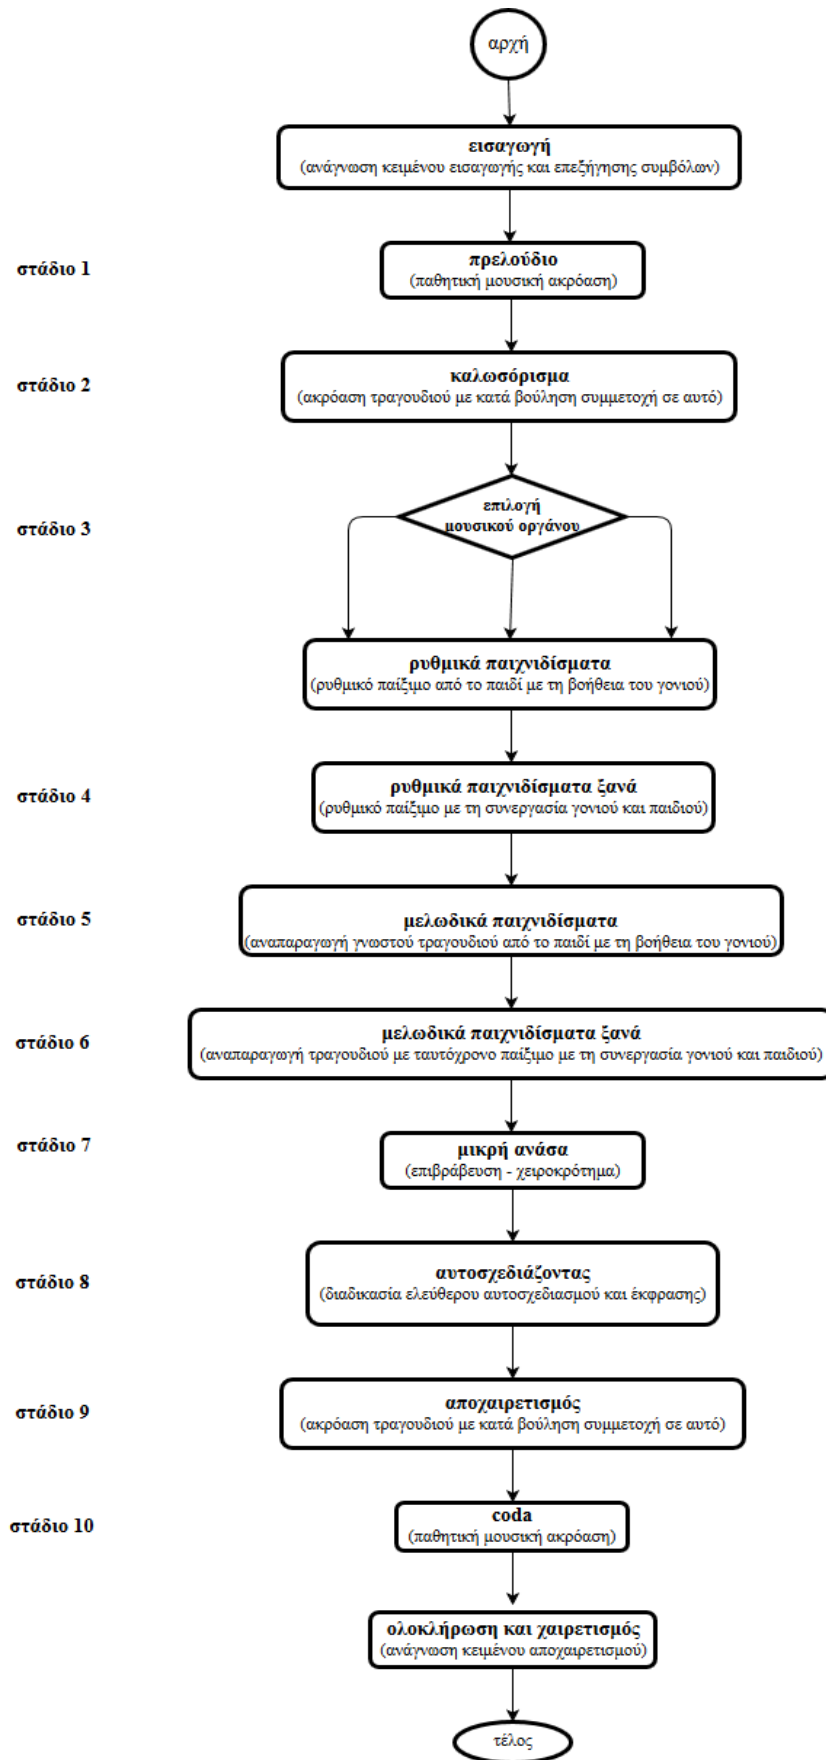 αρχή
εισαγωγή
(ανάγνωση κειμένου εισαγωγής και επεξήγησης συμβόλων)
στάδιο 1
πρελούδιο
(παθητική μουσική ακρόαση)
στάδιο 2
καλωσόρισμα
(ακρόαση τραγουδιού με κατά βούληση συμμετοχή σε αυτό)
στάδιο 3
επιλογή
μουσικού οργάνου
ρυθμικά παιχνιδίσματα
(ρυθμικό παίξιμο από το παιδί με τη βοήθεια του γονιού)
στάδιο 4
ρυθμικά παιχνιδίσματα ξανά
(ρυθμικό παίξιμο με τη συνεργασία γονιού και παιδιού)
στάδιο 5
μελωδικά παιχνιδίσματα
(αναπαραγωγή γνωστού τραγουδιού από το παιδί με τη βοήθεια του γονιού)
στάδιο 6
μελωδικά παιχνιδίσματα ξανά
(αναπαραγωγή τραγουδιού με ταυτόχρονο παίξιμο με τη συνεργασία γονιού και παιδιού)
στάδιο 7
μικρή ανάσα
(επιβράβευση - χειροκρότημα)
στάδιο 8
αυτοσχεδιάζοντας
(διαδικασία ελεύθερου αυτοσχεδιασμού και έκφρασης)
στάδιο 9
αποχαιρετισμός
(ακρόαση τραγουδιού με κατά βούληση συμμετοχή σε αυτό)
στάδιο 10
coda
(παθητική μουσική ακρόαση)
ολοκλήρωση και χαιρετισμός
(ανάγνωση κειμένου αποχαιρετισμού)
τέλος